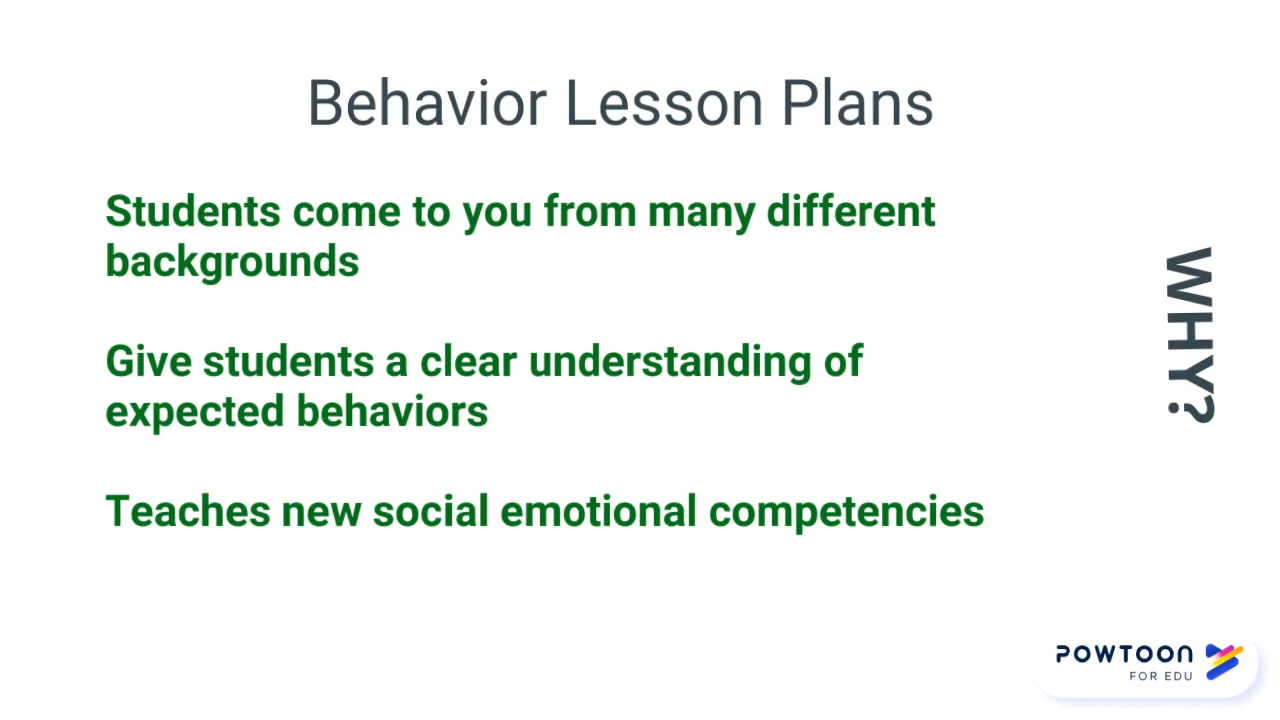 Behavior Lesson Plans
Students come to you from many different
backgrounds
Give students a clear understanding of
expected behaviors
Teaches new social emotional competencies
WHY?
POWTOON
FOR EDU